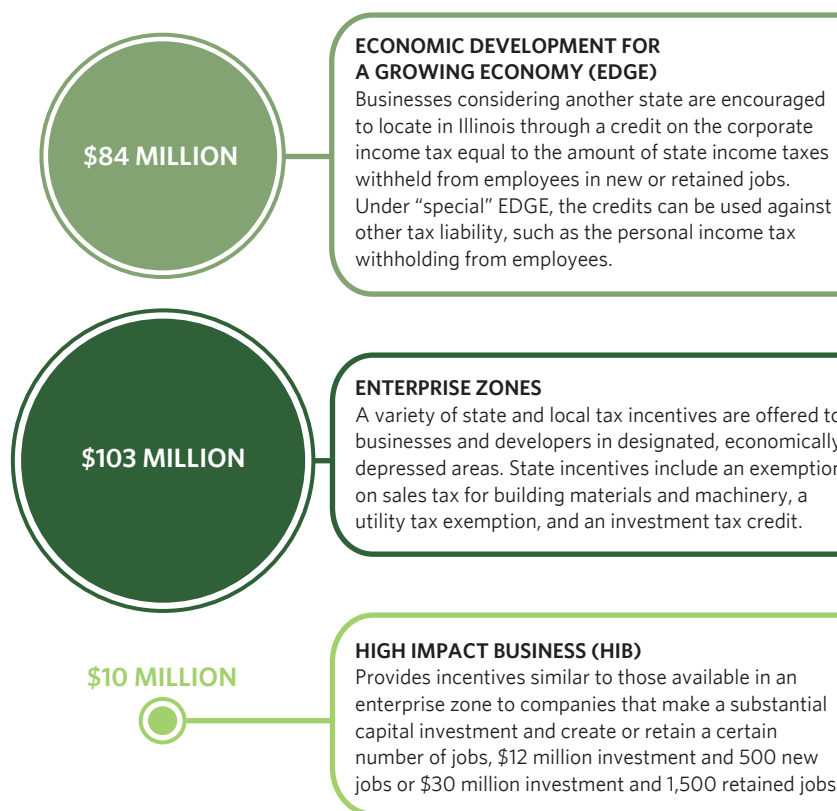 $84 MILLION
ECONOMIC DEVELOPMENT FOR
A GROWING ECONOMY (EDGE)
Businesses considering another state are encouraged
to locate in Illinois through a credit on the corporate
income tax equal to the amount of state income taxes
withheld from employees in new or retained jobs.
Under “special” EDGE, the credits can be used against
other tax liability, such as the personal income tax
withholding from employees.
$103 MILLION
ENTERPRISE ZONES
A variety of state and local tax incentives are offered to
businesses and developers in designated, economically
depressed areas. State incentives include an exemption
on sales tax for building materials and machinery, a
utility tax exemption, and an investment tax credit.
$10 MILLION
HIGH IMPACT BUSINESS (HIB)
Provides incentives similar to those available in an
enterprise zone to companies that make a substantial
capital investment and create or retain a certain
number of jobs, $12 million investment and 500 new
jobs or $30 million investment and 1,500 retained jobs